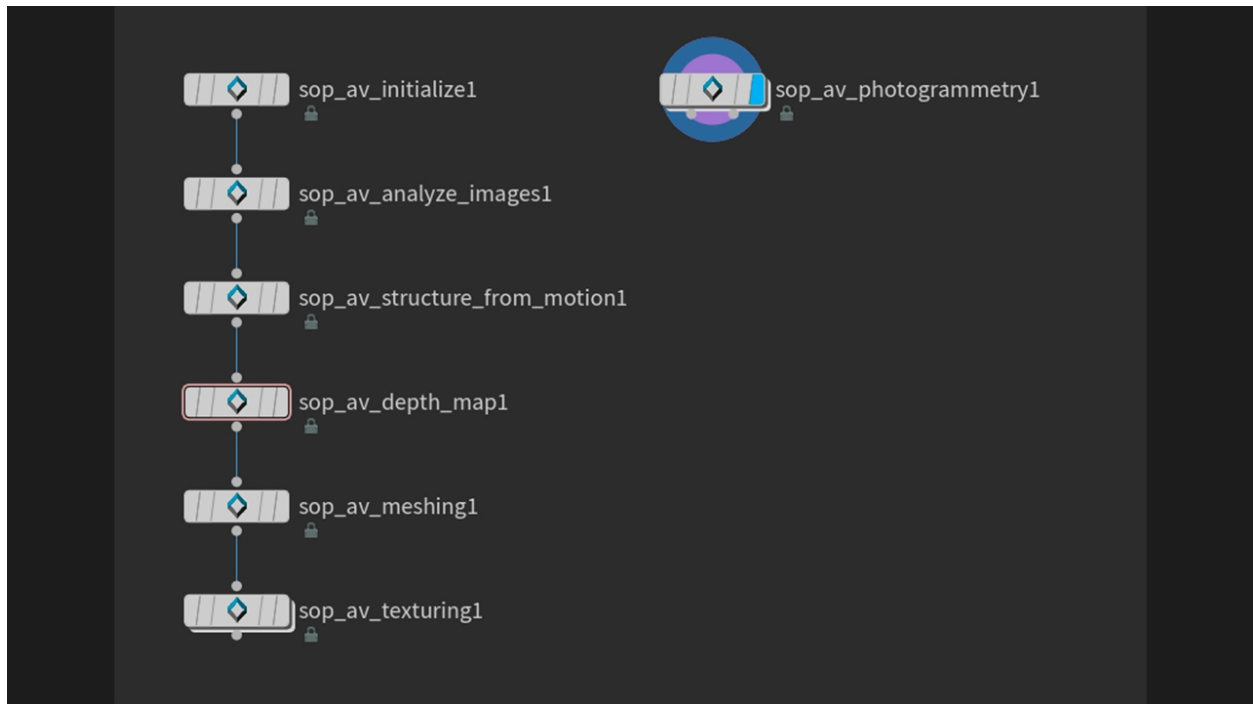 sop_av_initialize1
sop_av_photogrammetry1
sop_av_analyze_images1
sop_av_structure_from_motion1
sop_av_depth_map1
sop_av_meshing1
sop_av_texturing1